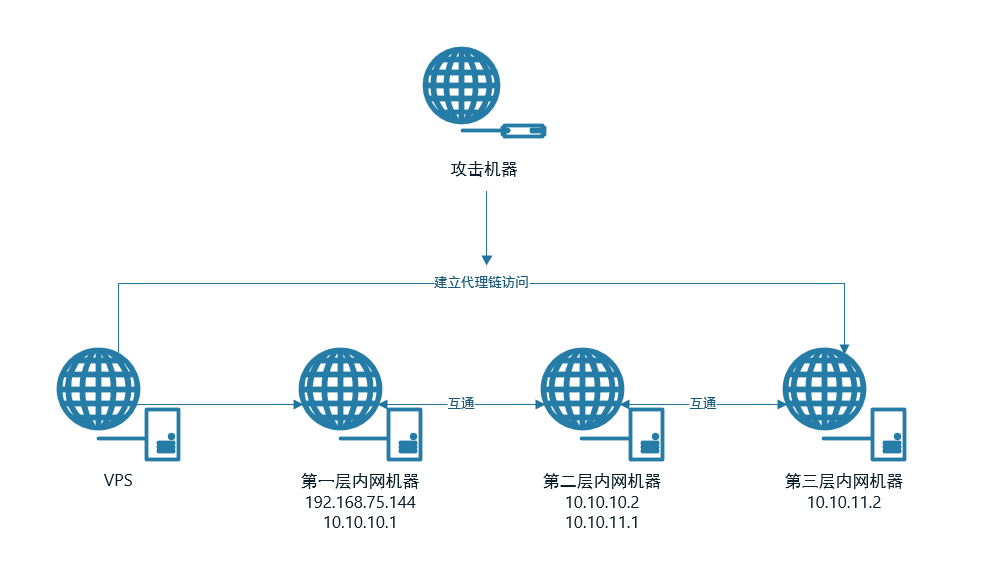 攻击机器
建立代理链访问
互通
互通
VPS
第一层内网机器
192.168.75.144
10.10.10.1
第二层内网机器
10.10.10.2
10.10.11.1
第三层内网机器
10.10.11.2